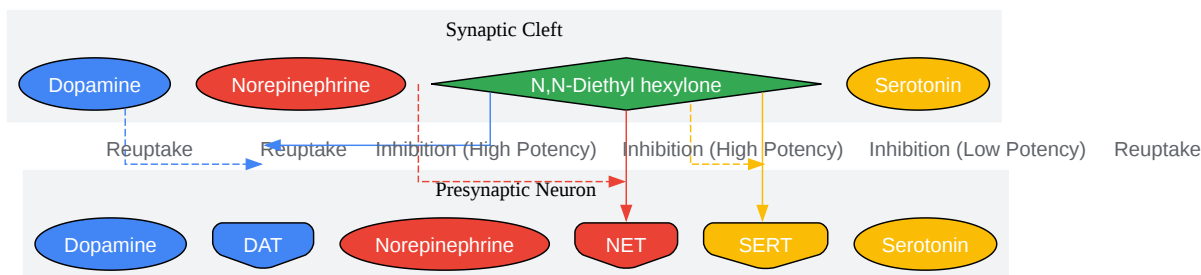 Synaptic Cleft
Dopamine
Norepinephrine
N,N-Diethyl hexylone
Serotonin
Reuptake
Reuptake
Inhibition (High Potency)
Inhibition (High Potency)
Inhibition (Low Potency)
Reuptake
Presynaptic Neuron
Dopamine
DAT
Norepinephrine
NET
SERT
Serotonin